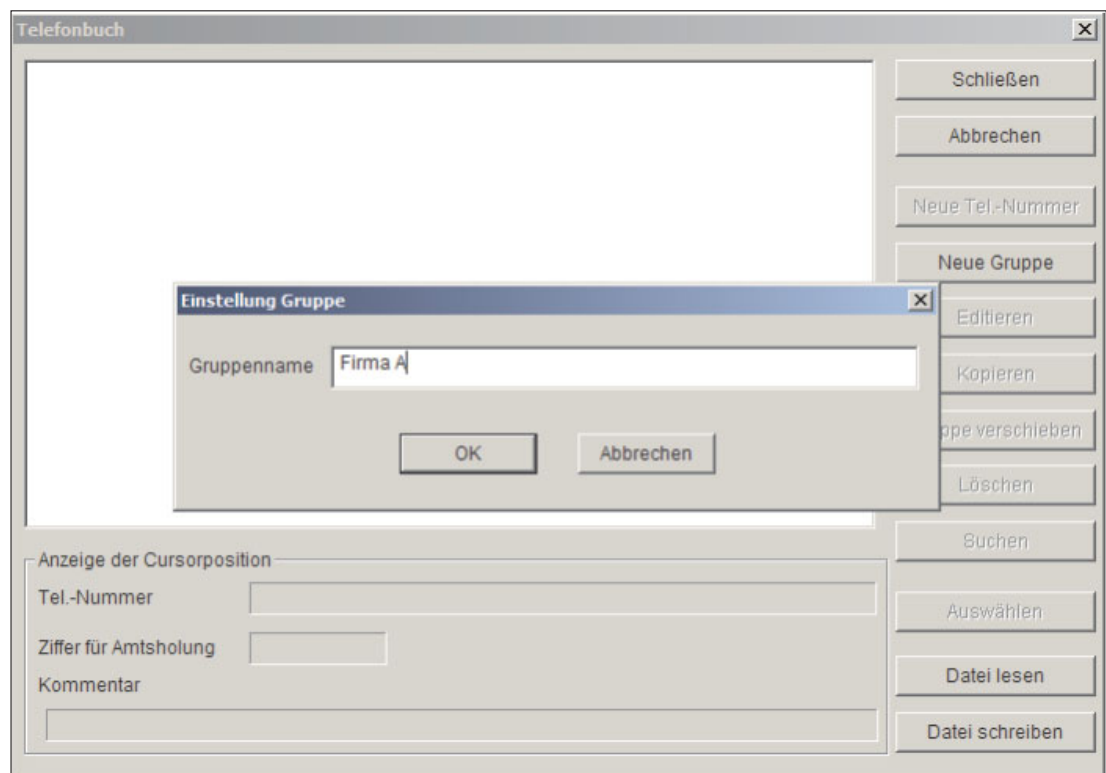 Telefonbuch
Schließen
Abbrechen
Neue Tel.-Nummer
Neue Gruppe
Einstellung Gruppe
Editieren
Gruppenname Firma A
Kopieren
ppe verschieben
OK Abbrechen
Löschen
Suchen
Anzeige der Cursorposition
Tel.-Nummer
Auswählen
Ziffer für Amtsholung
Kommentar
Datei lesen
Datei schreiben